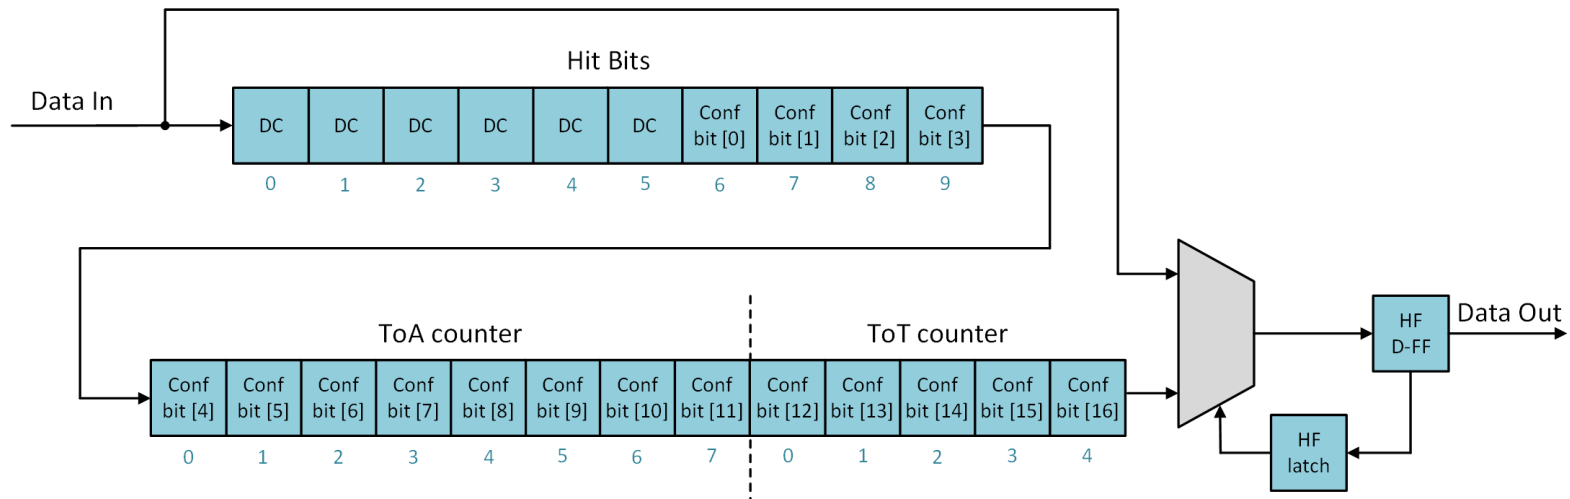 Hit Bits
Data In
DC DC DC DC DC DC Conf Conf Conf Conf
bit [0] bit [1] bit [2] bit [3]
0 1 2 3 4 5 6 7 8 9
ToA counter ToT counter
HF
D-FF
Data Out
Conf Conf Conf Conf Conf Conf Conf Conf Conf Conf Conf Conf Conf
bit [4] bit [5] bit [6] bit [7] bit [8] bit [9] bit [10] bit [11] bit [12] bit [13] bit [14] bit [15] bit [16]
0 1 2 3 4 5 6 7 0 1 2 3 4
HF
latch